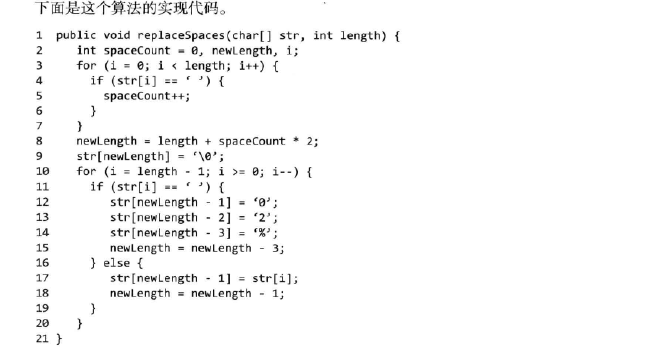 下面是这个算法的实现代码。
1 public void replaceSpaces(char[] str, int length) {
2 int spaceCount = 0, newLength, i;
3 for (i = 0; i < length; i++) {
4 if (str[i] == ‘ ’) {
5 spaceCount++;
6 }
7 }
8 newLength = length + spaceCount * 2;
9 str[newLength] = ‘\0’;
10 for (i = length - 1; i >= 0; i--) {
11 if (str[i] == ‘ ’) {
12 str[newLength - 1] = ‘0’;
13 str[newLength - 2] = ‘2’;
14 str[newLength - 3] = ‘%’;
15 newLength = newLength - 3;
16 } else {
17 str[newLength - 1] = str[i];
18 newLength = newLength - 1;
19 }
20 }
21 }